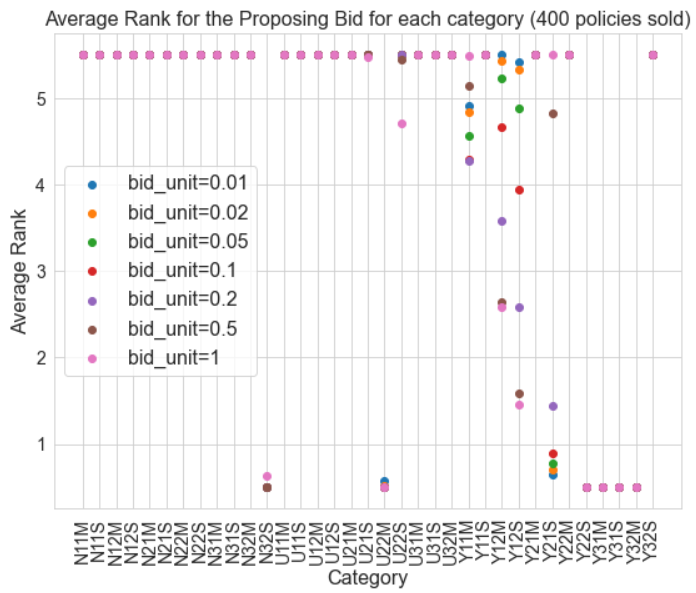 Average Rank for the Proposing Bid for each category (400 policies sold)
Average Rank
5
4
3
2
1
bid_unit=0.01
bid_unit=0.02
bid_unit=0.05
bid_unit=0.1
bid_unit=0.2
bid_unit=0.5
bid_unit=1
N11M
N11S
N12M
N12S
N21M
N21S
N22M
N22S
N31M
N31S
N32M
N32S
U11M
U11S
U12M
U12S
U21M
U21S
U22M
U22S
U31M
U31S
U32M
Y11M
Y11S
Y12M
Y12S
Y21M
Y21S
Y22M
Y22S
Y31M
Y31S
Y32M
Y32S
Category